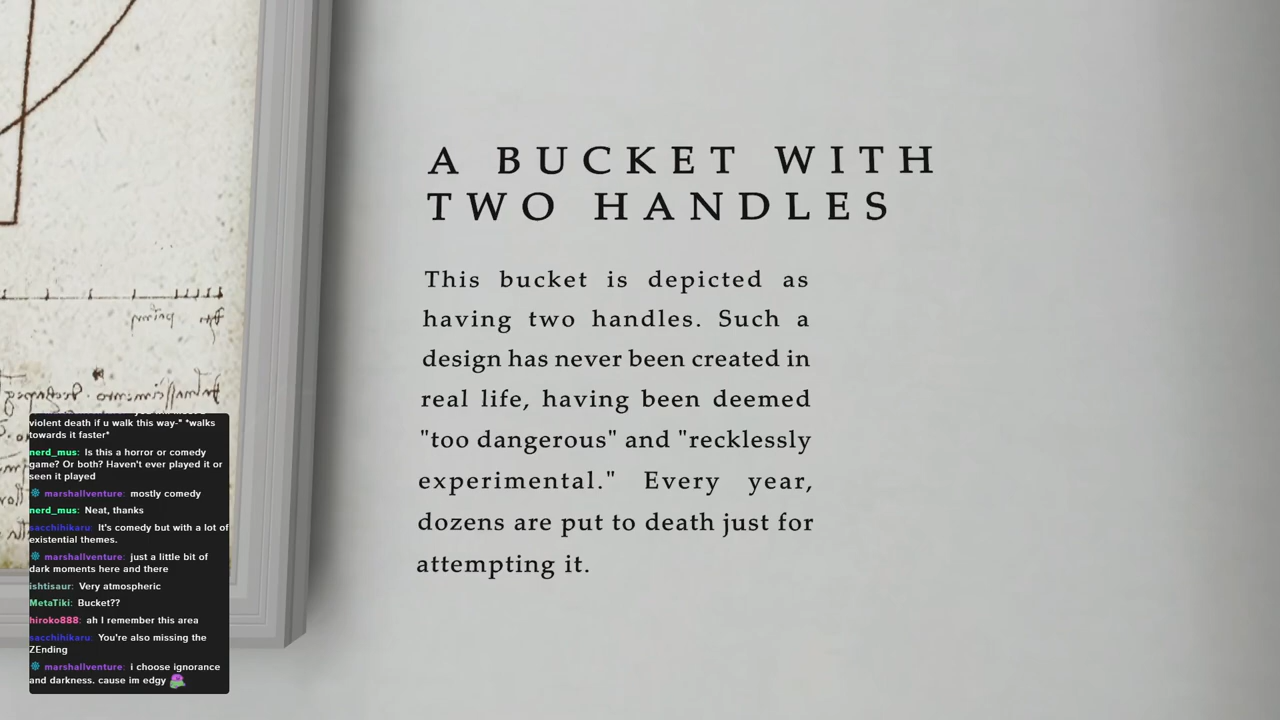 A BUCKET WITH
TWO HANDLES
This bucket is depicted as
having two handles. Such a
design has never been created in
real life, having been deemed
"too dangerous" and "recklessly
experimental." Every year,
dozens are put to death just for
attempting it.
violent death if u walk this way-" *walks
towards it faster*
nerd_mus: Is this a horror or comedy
game? Or both? Haven't ever played it or
seen it played
marshallventure: mostly comedy
nerd_mus: Neat, thanks
sacchihikaru: It's comedy but with a lot of
existential themes.
marshallventure: just a little bit of
dark moments here and there
ishtisaur: Very atmospheric
MetaTiki: Bucket??
hiroko888: ah I remember this area
sacchihikaru: You're also missing the
ZEnding
marshallventure: i choose ignorance
and darkness. cause im edgy